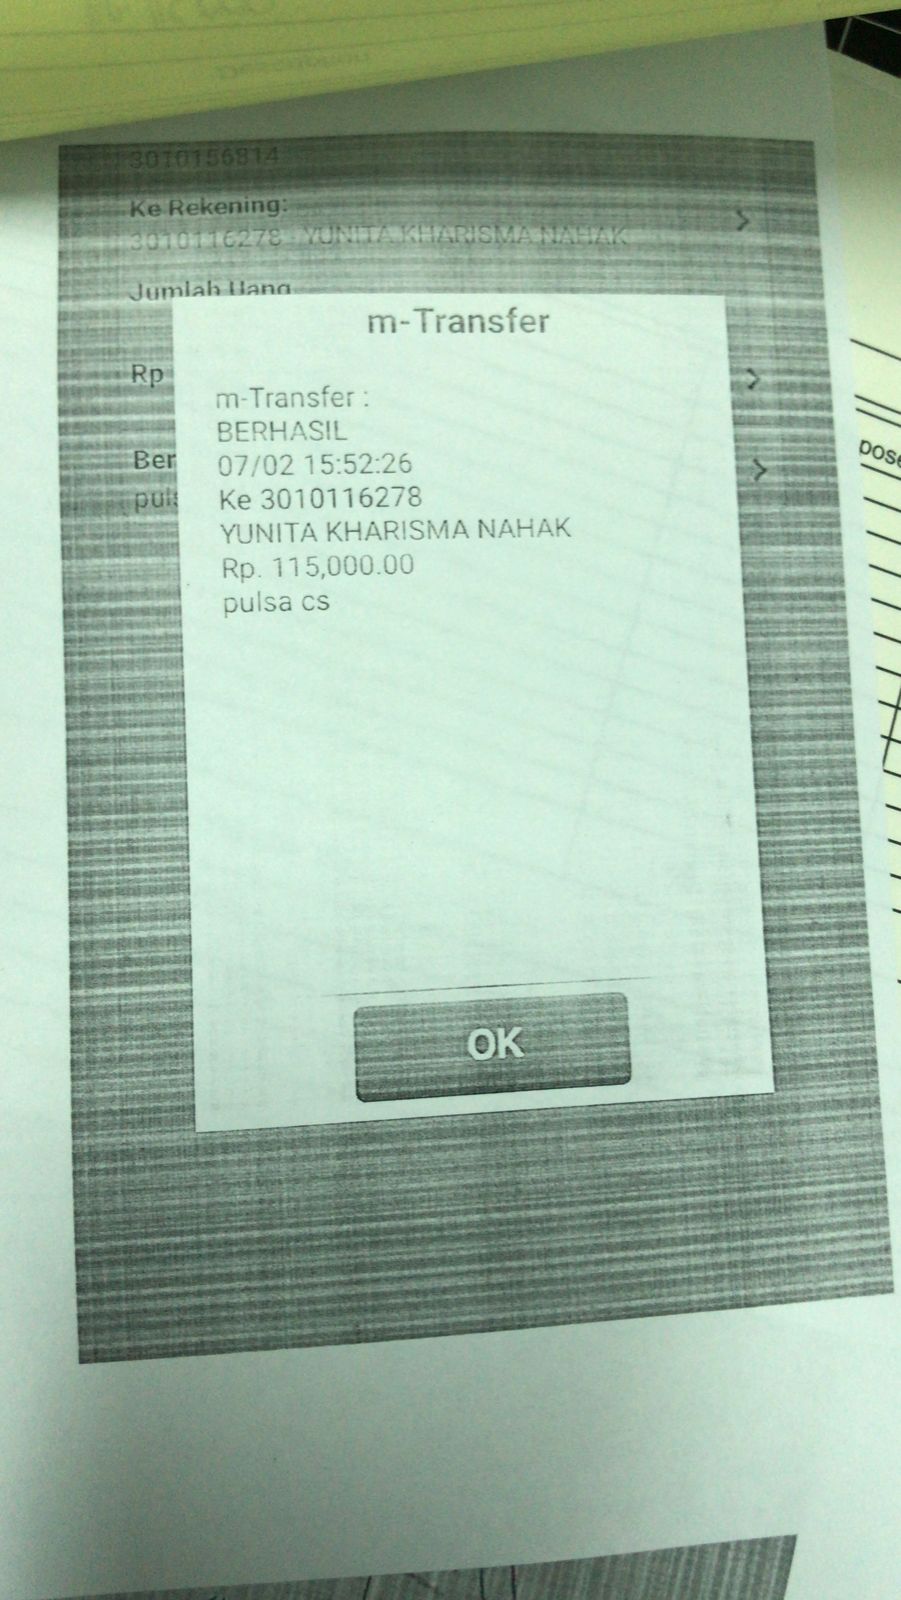 3010156814
Ke Rekening:
3010116278 - YUNITA KHARISMA NAHAK
Jumlah Uang
Rp
Ber
puls
m-Transfer
m-Transfer :
BERHASIL
07/02 15:52:26
Ke 3010116278
YUNITA KHARISMA NAHAK
Rp. 115,000.00
pulsa cs
OK
pose